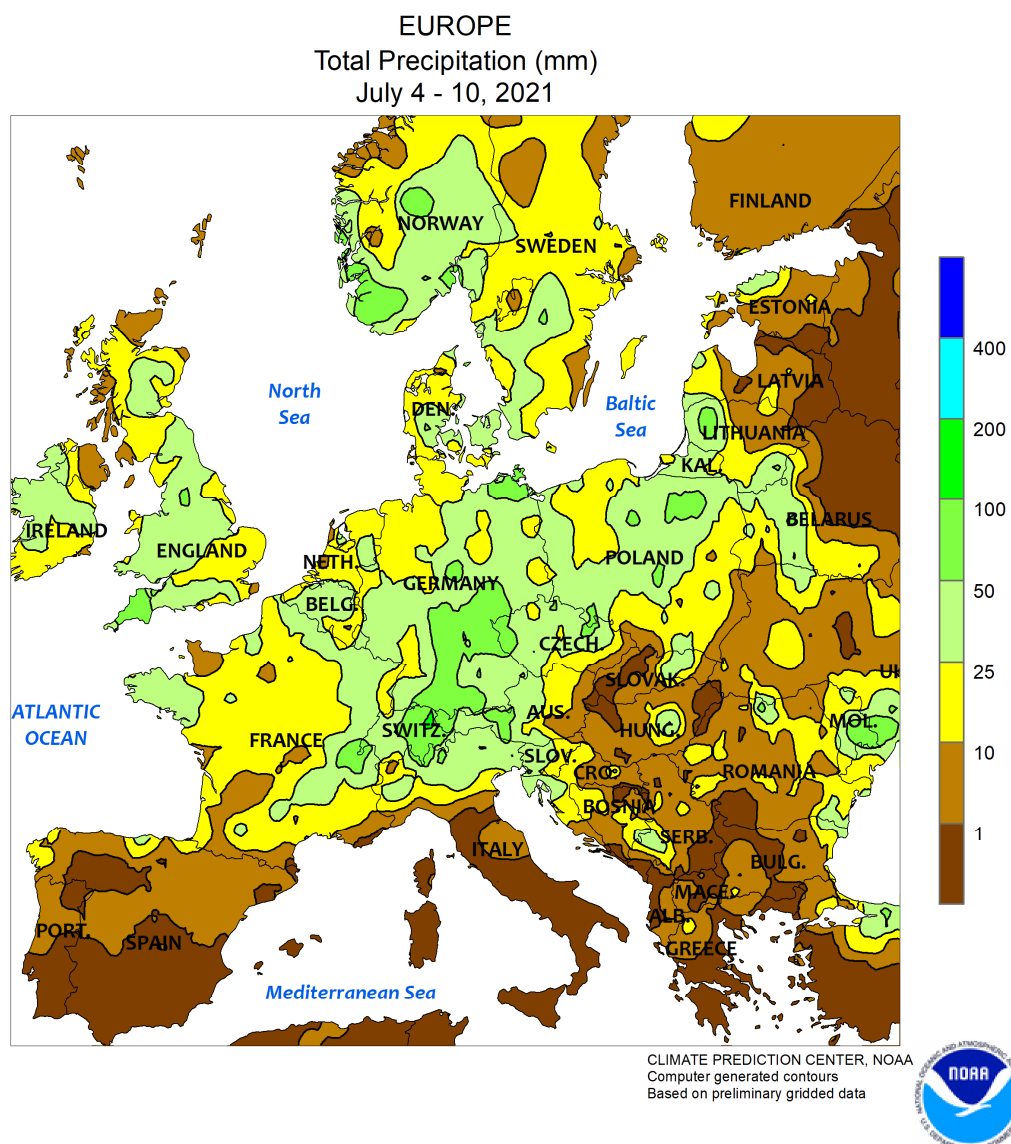 EUROPE
Total Precipitation (mm)
July 4 - 10, 2021
FINLAND
NORWAY
SWEDEN
ESTONIA
400
North
Sea
LATVIA
Baltic
Sea
DEN.
200
LITHUANIA
KAL.
100
BELARUS
IRELAND
ENGLAND
POLAND
NETH.
GERMANY
50
BELG.
CZECH.
25
SLOVAK.
UK
ATLANTIC
OCEAN
AUS.
MOL.
SWITZ.
HUNG.
FRANCE
10
SLOV.
CRO.
ROMANIA
BOSNIA
1
SERB.
ITALY
BULG.
MACE.
ALB.
PORT.
SPAIN
GREECE
Mediterranean Sea
CLIMATE PREDICTION CENTER, NOAA
Computer generated contours
Based on preliminary gridded data
NOAA